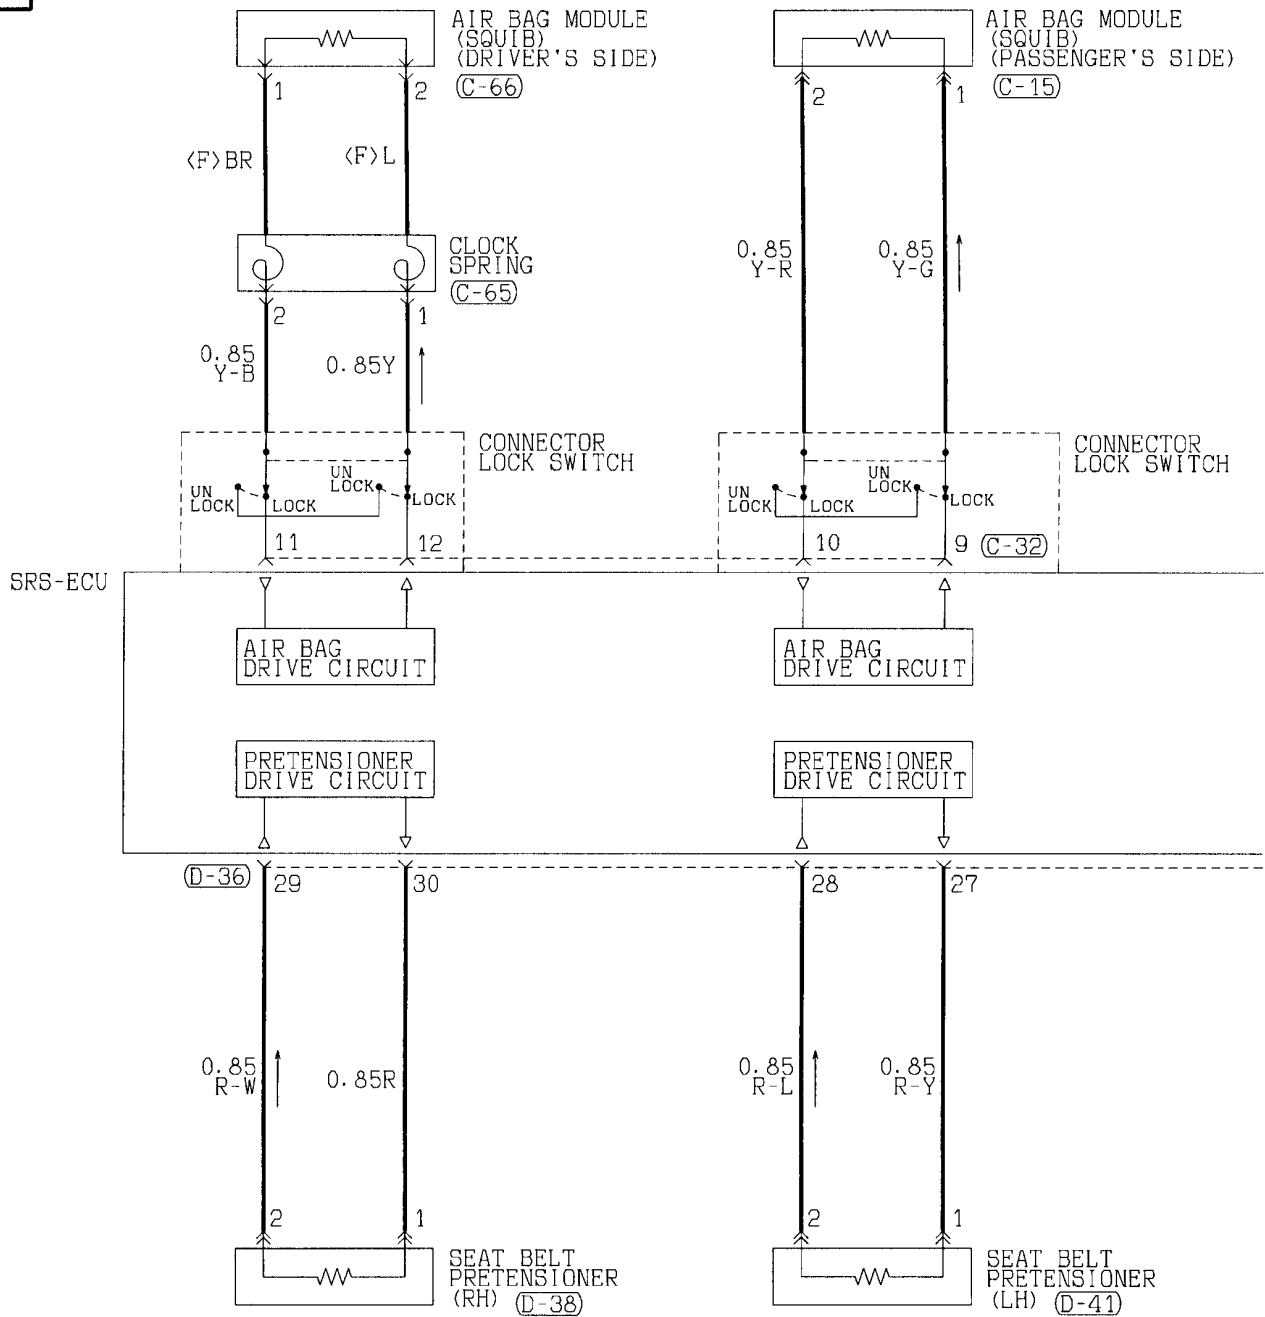 AIR BAG MODULE
(SQUIB)
(DRIVER'S SIDE)
C-66
AIR BAG MODULE
(SQUIB)
(PASSENGER'S SIDE)
C-15
1
2
2
1
<F>BR
<F>L
CLOCK
SPRING
C-65
0.85
Y-R
0.85
Y-G
2
1
0.85
Y-B
0.85Y
CONNECTOR
LOCK SWITCH
CONNECTOR
LOCK SWITCH
UN
LOCK
LOCK
UN
LOCK
LOCK
UN
LOCK
LOCK
UN
LOCK
LOCK
11
12
10
9
C-32
SRS-ECU
AIR BAG
DRIVE CIRCUIT
AIR BAG
DRIVE CIRCUIT
PRETENSIONER
DRIVE CIRCUIT
PRETENSIONER
DRIVE CIRCUIT
D-36
29
30
28
27
0.85
R-W
0.85R
0.85
R-L
0.85
R-Y
2
1
2
1
SEAT BELT
PRETENSIONER
(RH)
D-38
SEAT BELT
PRETENSIONER
(LH)
D-41